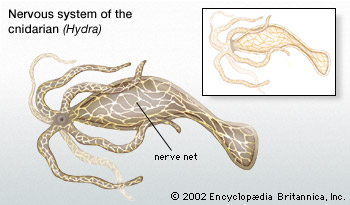 Nervous system of the
cnidarian (Hydra)
nerve net
© 2002 Encyclopædia Britannica, Inc.